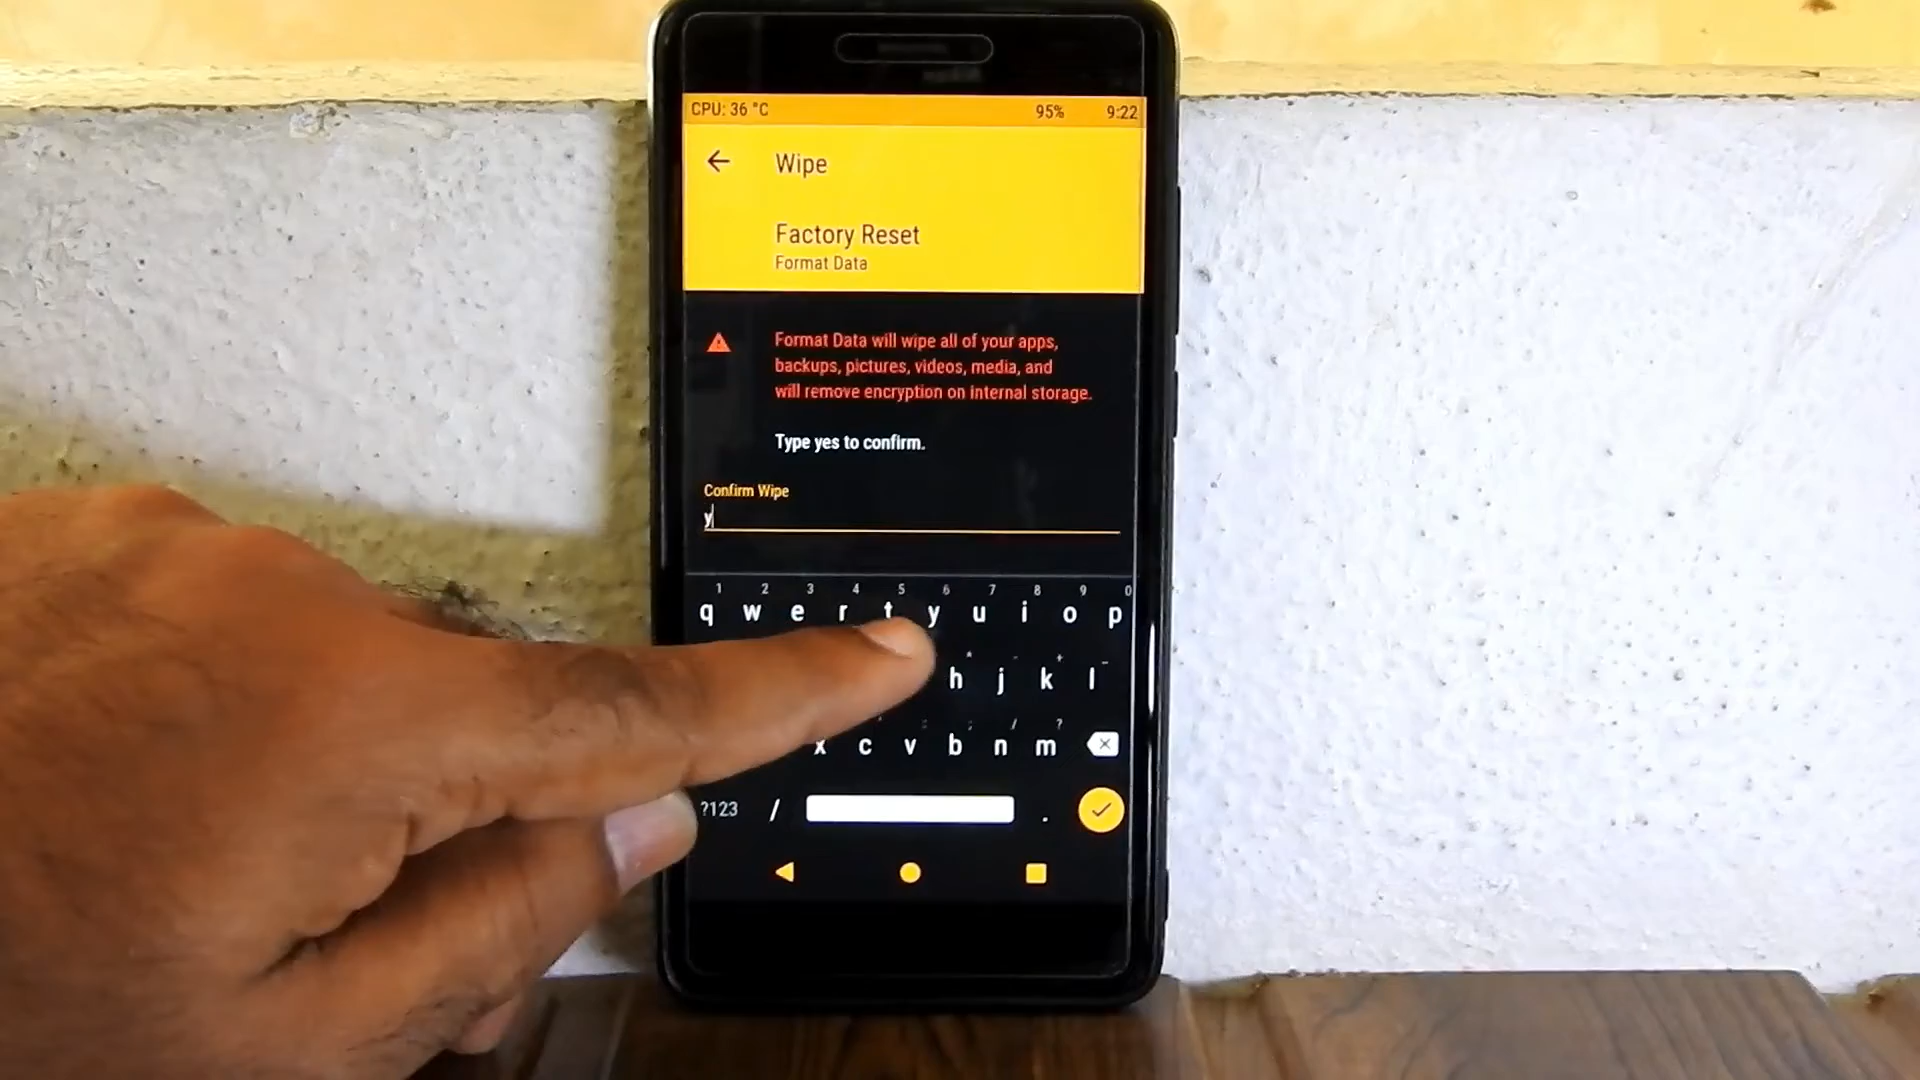 CPU: 36 °C 95% 9:22
Wipe
Factory Reset
Format Data
Format Data will wipe all of your apps,
backups, pictures, videos, media, and
will remove encryption on internal storage.
Type yes to confirm.
Confirm Wipe
y
1 2 3 4 5 6 7 8 9 0
q w e r t y u i o p
h j k l
x c v b n m
?123 / .